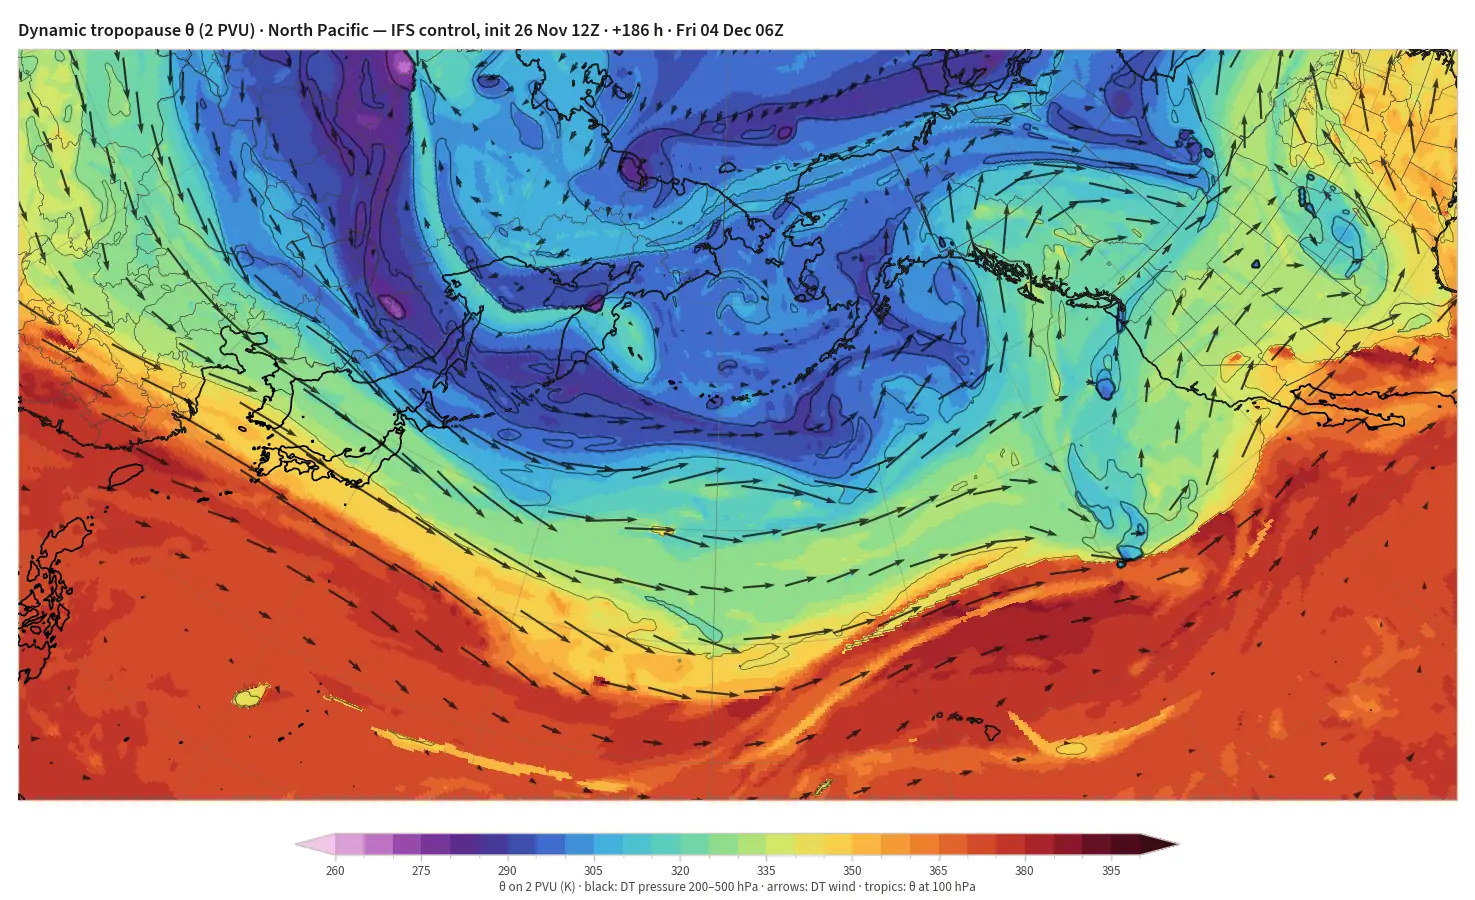 Dynamic tropopause θ (2 PVU) · North Pacific — IFS control, init 26 Nov 12Z · +186 h · Fri 04 Dec 06Z
260 275 290 305 320 335 350 365 380 395
θ on 2 PVU (K) · black: DT pressure 200–500 hPa · arrows: DT wind · tropics: θ at 100 hPa